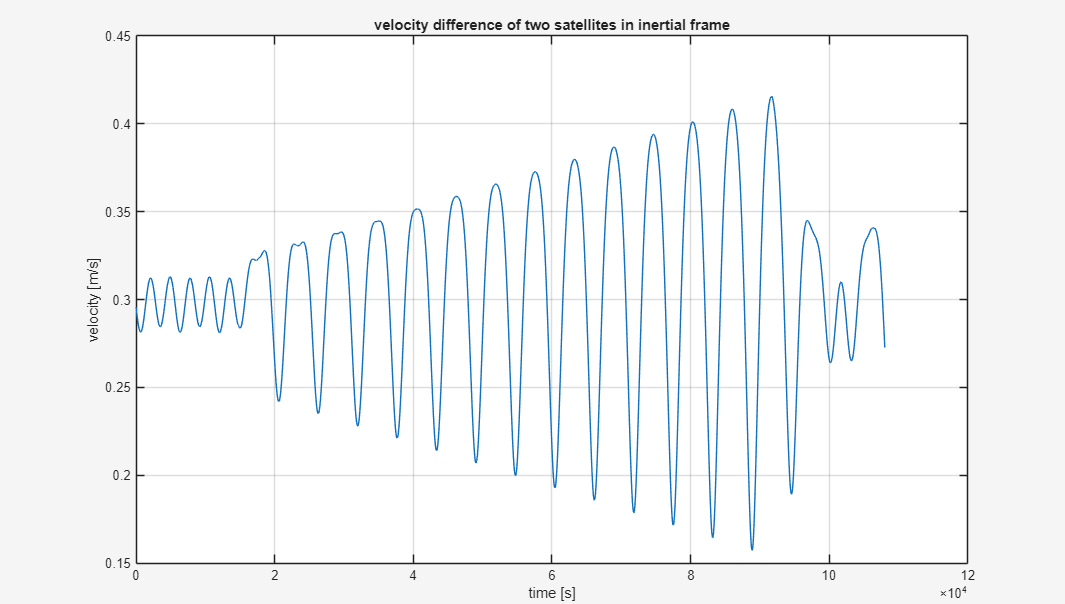 velocity difference of two satellites in inertial frame
0.45
0.4
0.35
0.3
0.25
0.2
0.15
velocity [m/s]
0 2 4 6 8 10 12
time [s]
×10⁴